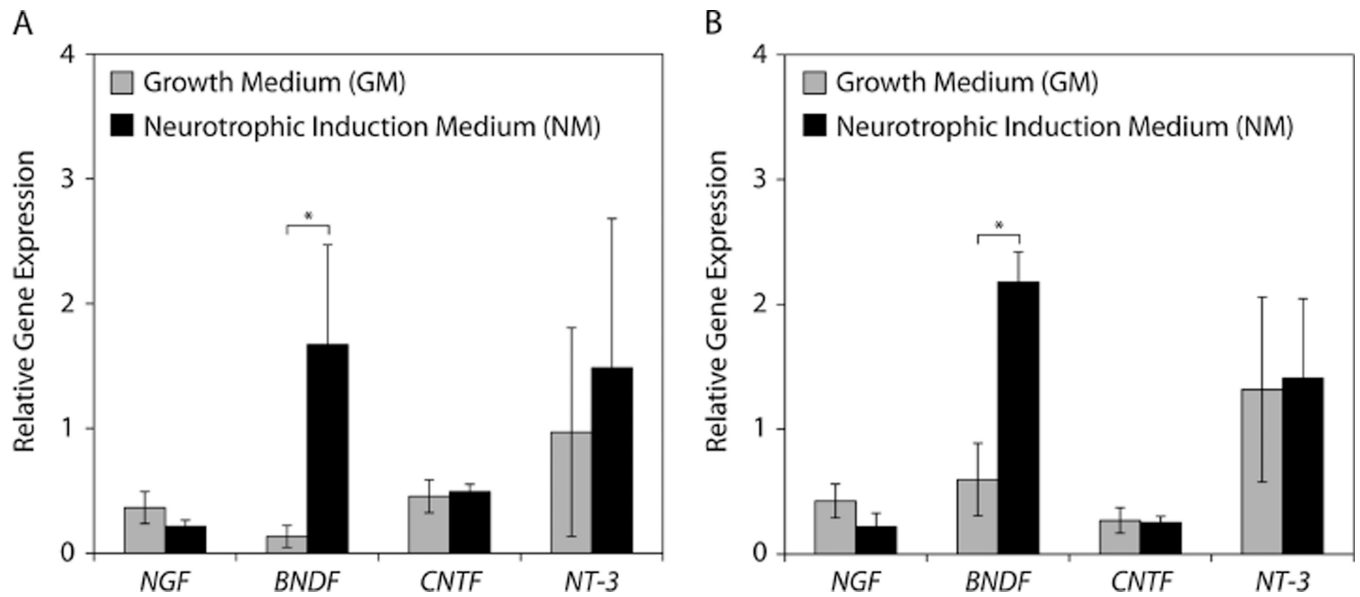 A
Relative Gene Expression
4
3
2
1
0
Growth Medium (GM)
Neurotrophic Induction Medium (NM)
*
NGF BNDF CNTF NT-3
B
Relative Gene Expression
4
3
2
1
0
Growth Medium (GM)
Neurotrophic Induction Medium (NM)
*
NGF BNDF CNTF NT-3